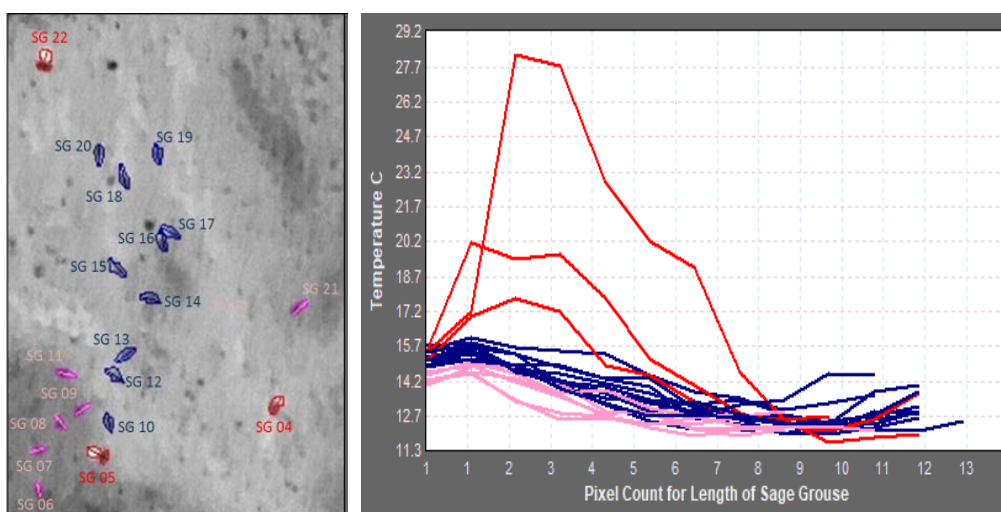 SG 22
SG 20
SG 19
SG 18
SG 17
SG 16
SG 15
SG 14
SG 21
SG 13
SG 11
SG 12
SG 09
SG 08
SG 10
SG 04
SG 07
SG 05
SG 06
Temperature C
29.2
27.7
26.2
24.7
23.2
21.7
20.2
18.7
17.2
15.7
14.2
12.7
11.3
1 1 2 3 4 5 6 7 8 9 10 11 12 13
Pixel Count for Length of Sage Grouse